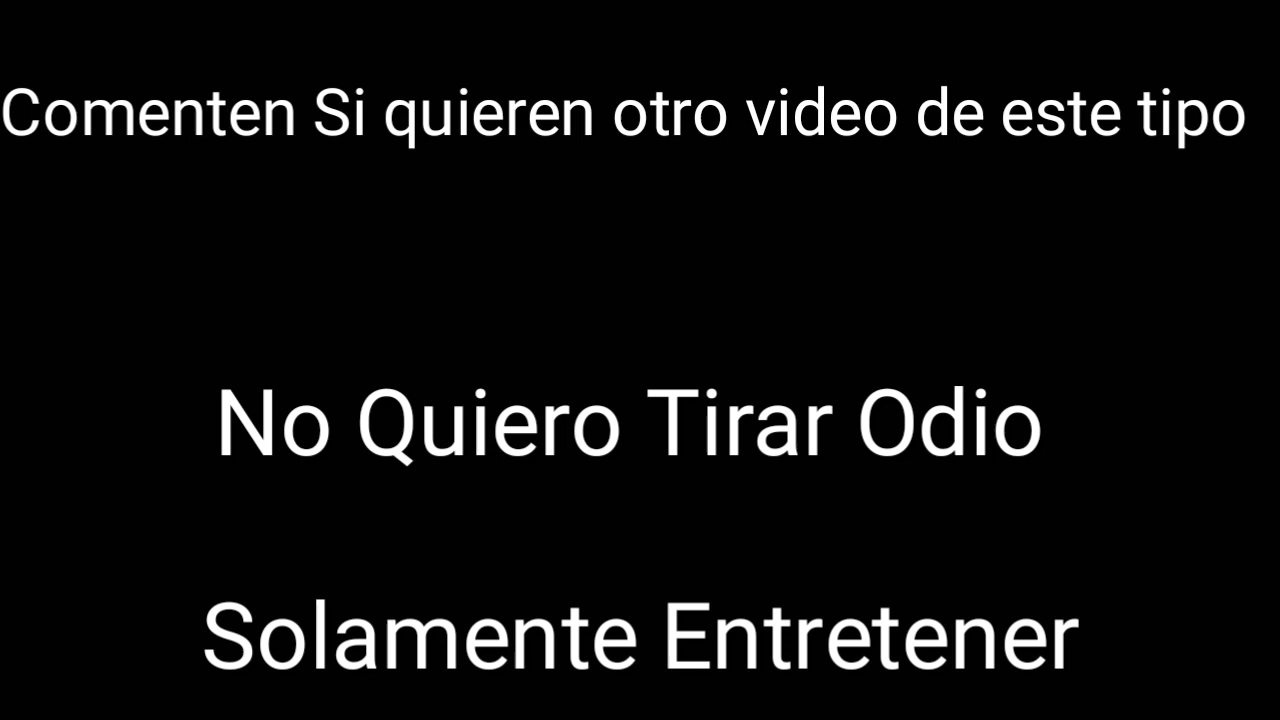 Comenten Si quieren otro video de este tipo
No Quiero Tirar Odio
Solamente Entretener